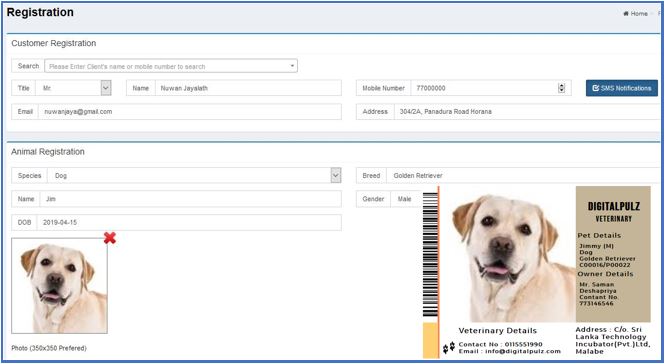 Registration
Home
Customer Registration
Search Please Enter Client's name or mobile number to search
Title Mr. Name Nuwan Jayalath Mobile Number 77000000 SMS Notifications
Email nuwanjaya@gmail.com Address 304/2A, Panadura Road Horana
Animal Registration
Species Dog Breed Golden Retriever
Name Jim Gender Male
DOB 2019-04-15
Photo (350x350 Prefered)
DIGITALPULZ
VETERINARY
Pet Details
Jimmy (M)
Dog
Golden Retriever
C00016/P00022
Owner Details
Mr. Saman
Deshapriya
Contant No.
773146546
Veterinary Details
Contact No : 0115551990
Email : info@digitalpulz.com
Address : C/o. Sri
Lanka Technology
Incubator(Pvt.)Ltd,
Malabe